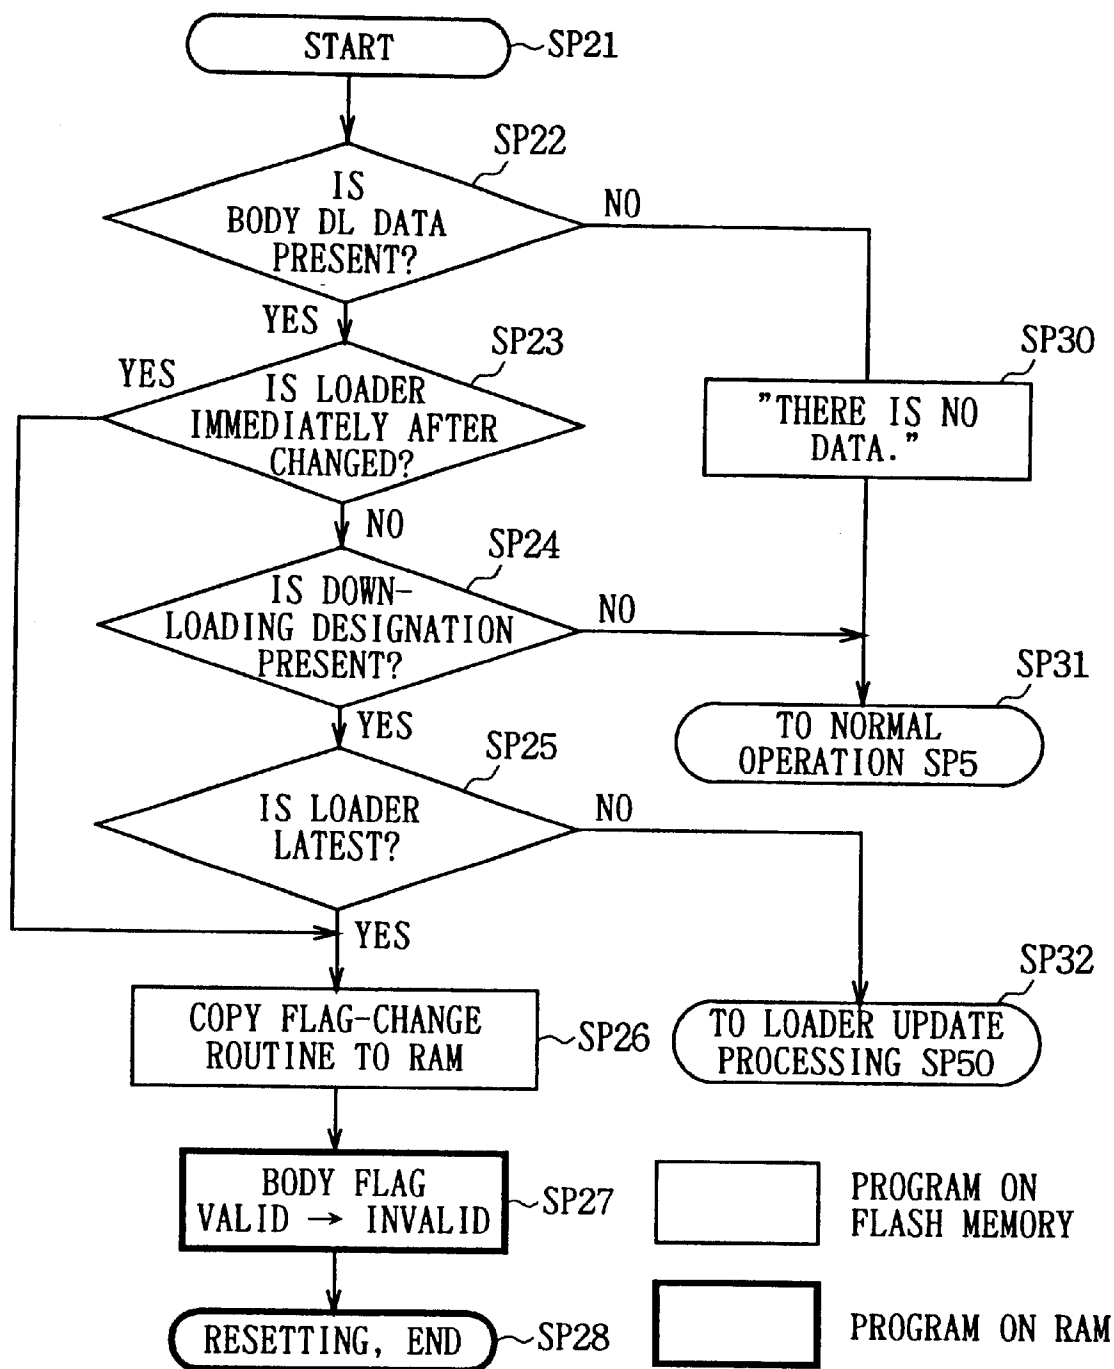 START
SP21
SP22
IS
BODY DL DATA
PRESENT?
NO
YES
SP23
YES
IS LOADER
IMMEDIATELY AFTER
CHANGED?
SP30
"THERE IS NO
DATA."
NO
SP24
IS DOWN-
LOADING DESIGNATION
PRESENT?
NO
YES
SP31
TO NORMAL
OPERATION SP5
SP25
IS LOADER
LATEST?
NO
YES
SP32
TO LOADER UPDATE
PROCESSING SP50
COPY FLAG-CHANGE
ROUTINE TO RAM
SP26
BODY FLAG
VALID → INVALID
SP27
RESETTING, END
SP28
PROGRAM ON
FLASH MEMORY
PROGRAM ON RAM